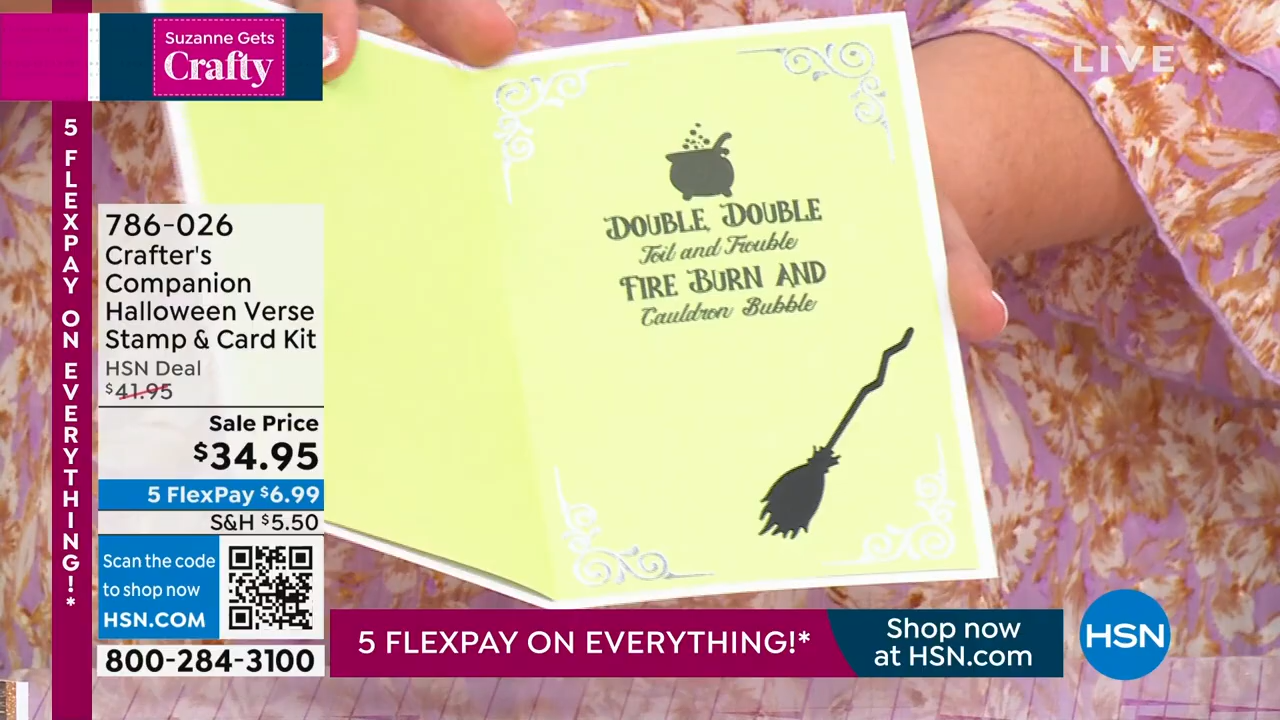 Suzanne Gets
Crafty
LIVE
5 FLEXPAY ON EVERYTHING!*
786-026
Crafter's
Companion
Halloween Verse
Stamp & Card Kit
HSN Deal
$41.95
Sale Price
$34.95
5 FlexPay $6.99
S&H $5.50
Scan the code
to shop now
HSN.COM
800-284-3100
DOUBLE, DOUBLE
Toil and Trouble
FIRE BURN AND
Cauldron Bubble
5 FLEXPAY ON EVERYTHING!*
Shop now
at HSN.com
HSN